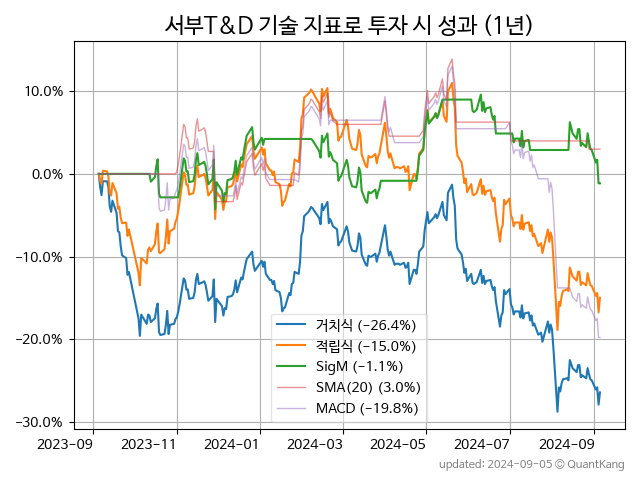 서부T&D 기술 지표로 투자 시 성과 (1년)
10.0%
0.0%
−10.0%
−20.0%
−30.0%
거치식 (−26.4%)
적립식 (−15.0%)
SigM (−1.1%)
SMA(20) (3.0%)
MACD (−19.8%)
2023-09 2023-11 2024-01 2024-03 2024-05 2024-07 2024-09
updated: 2024-09-05 © QuantKang